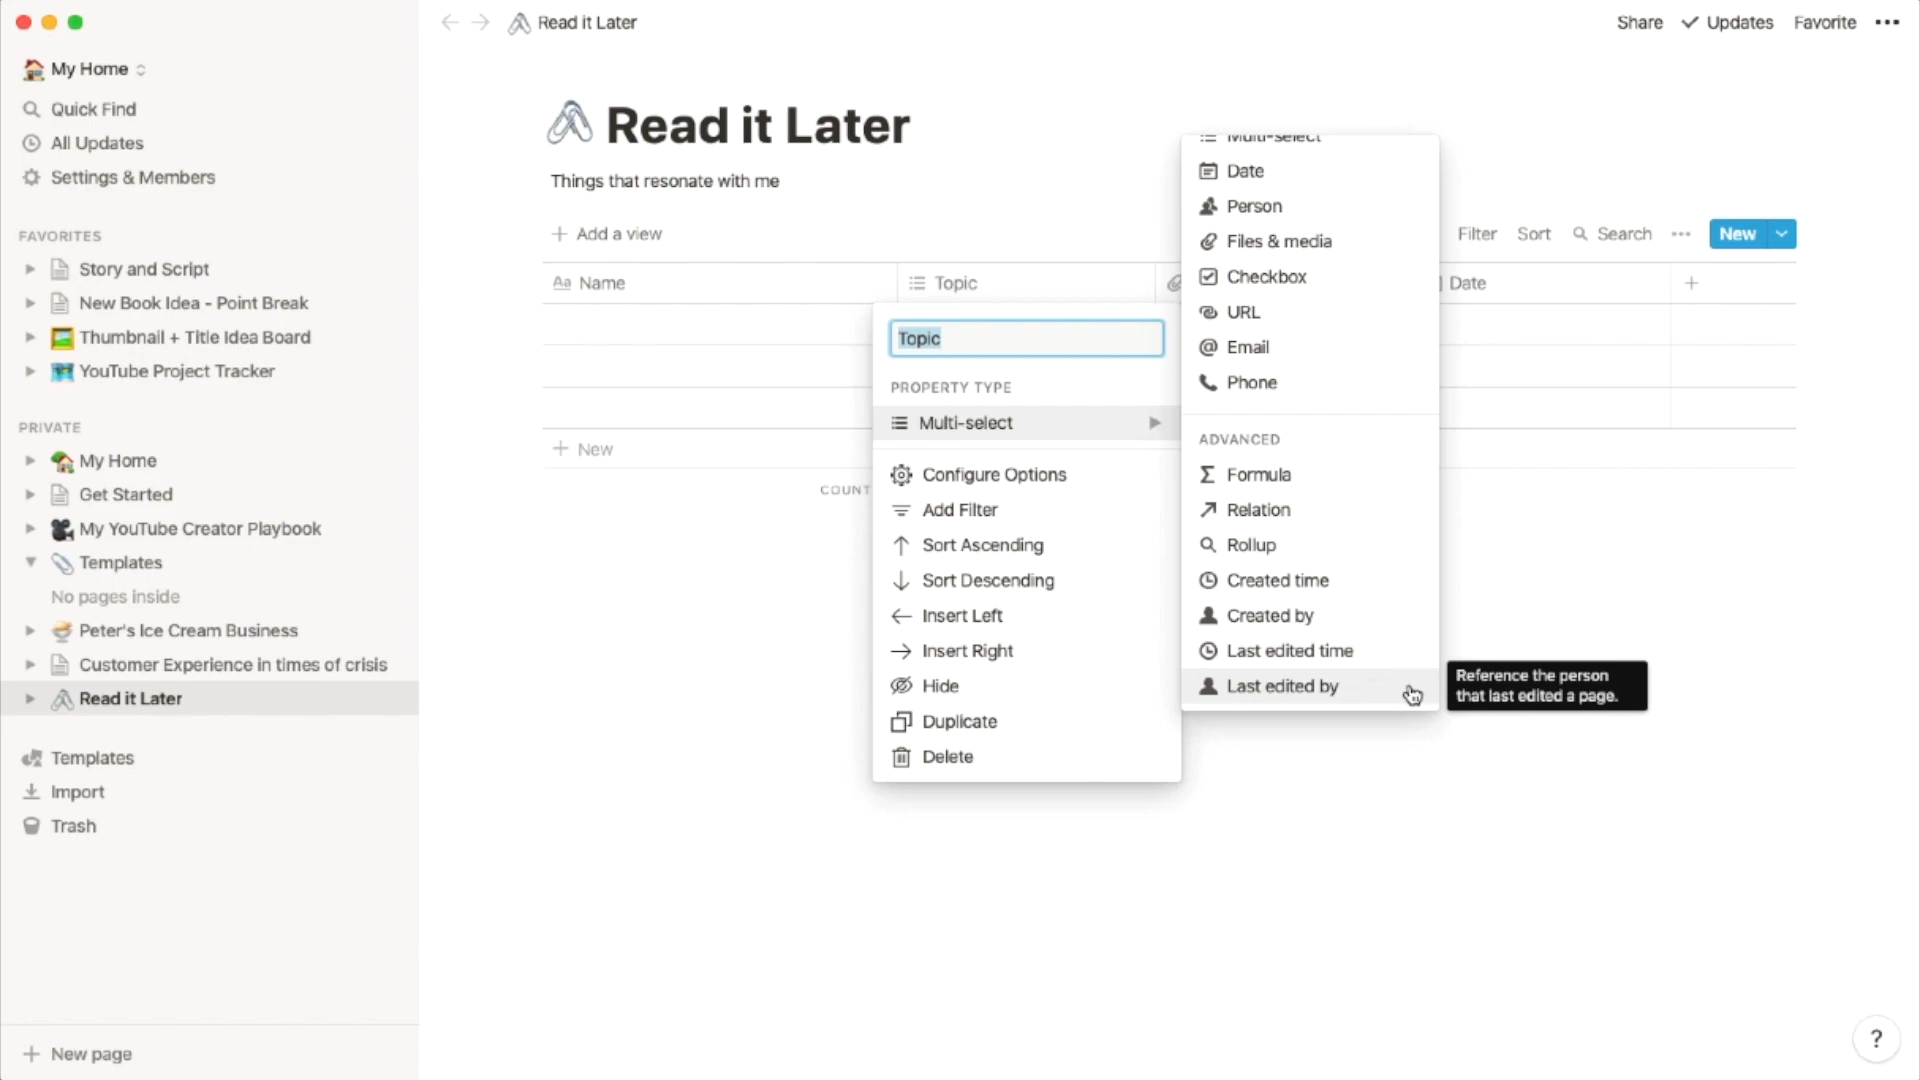 Read it Later
Share
Updates
Favorite
My Home
Quick Find
All Updates
Settings & Members
FAVORITES
Story and Script
New Book Idea - Point Break
Thumbnail + Title Idea Board
YouTube Project Tracker
PRIVATE
My Home
Get Started
My YouTube Creator Playbook
Templates
No pages inside
Peter's Ice Cream Business
Customer Experience in times of crisis
Read it Later
Templates
Import
Trash
New page
Read it Later
Things that resonate with me
Add a view
Filter
Sort
Search
New
Aa Name
Topic
Date
New
COUNT
Topic
PROPERTY TYPE
Multi-select
Configure Options
Add Filter
Sort Ascending
Sort Descending
Insert Left
Insert Right
Hide
Duplicate
Delete
Multi-select
Date
Person
Files & media
Checkbox
URL
Email
Phone
ADVANCED
Formula
Relation
Rollup
Created time
Created by
Last edited time
Last edited by
Reference the person
that last edited a page.
?